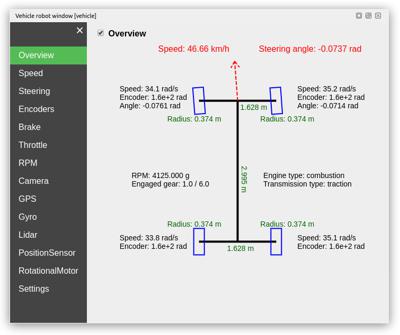 Vehicle robot window [vehicle]
Overview
Speed
Steering
Encoders
Brake
Throttle
RPM
Camera
GPS
Gyro
Lidar
PositionSensor
RotationalMotor
Settings
Overview
Speed: 46.66 km/h
Steering angle: -0.0737 rad
Speed: 34.1 rad/s
Encoder: 1.6e+2 rad
Angle: -0.0761 rad
Speed: 35.2 rad/s
Encoder: 1.6e+2 rad
Angle: -0.0714 rad
1.628 m
Radius: 0.374 m
Radius: 0.374 m
RPM: 4125.000 g
Engaged gear: 1.0 / 6.0
2.995 m
Engine type: combustion
Transmission type: traction
Radius: 0.374 m
Radius: 0.374 m
Speed: 33.8 rad/s
Encoder: 1.6e+2 rad
Speed: 35.1 rad/s
Encoder: 1.6e+2 rad
1.628 m